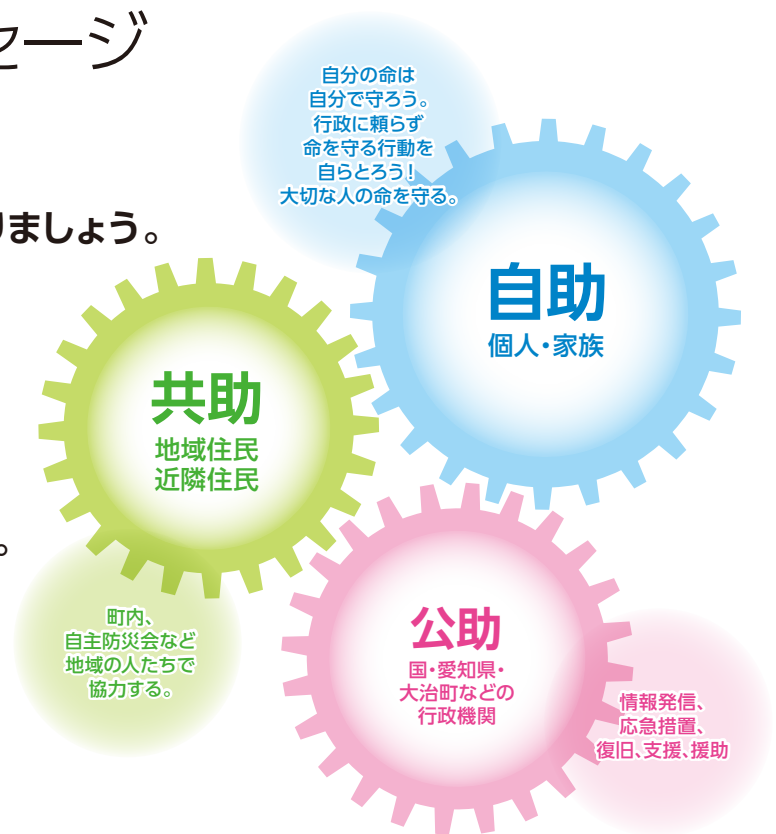 セージ
りましょう。
。
自分の命は
自分で守ろう。
行政に頼らず
命を守る行動を
自らとろう!
大切な人の命を守る。
自助
個人・家族
共助
地域住民
近隣住民
町内、
自主防災会など
地域の人たちで
協力する。
公助
国・愛知県・
大治町などの
行政機関
情報発信、
応急措置、
復旧、支援、援助